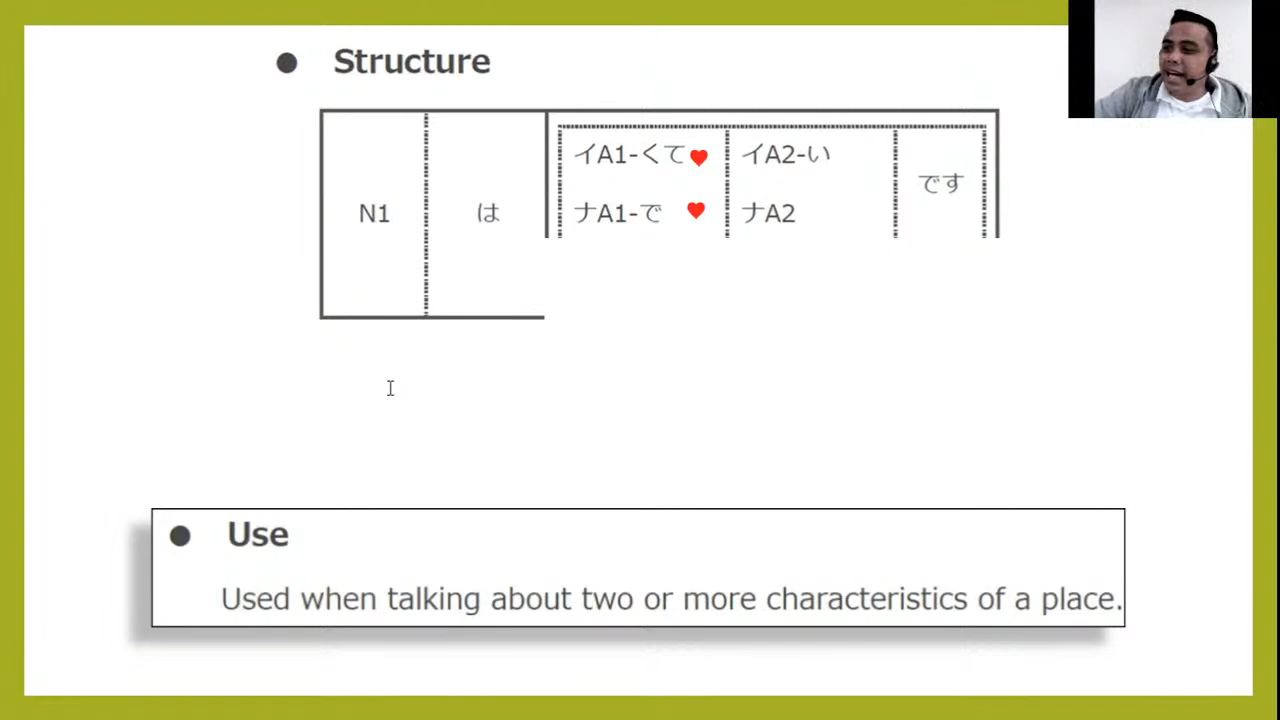 Structure
N1 は イA1-くて イA2-い です
ナA1-で ナA2
Use
Used when talking about two or more characteristics of a place.